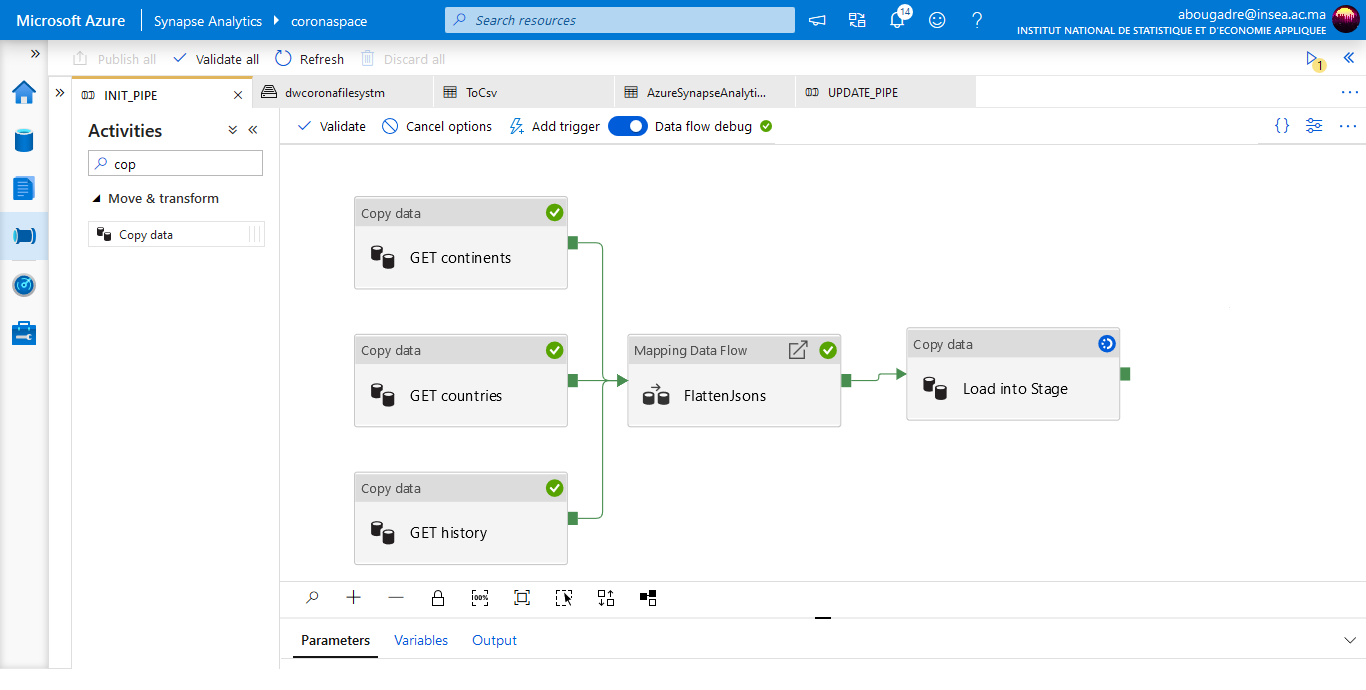 Microsoft Azure
Synapse Analytics
coronaspace
Search resources
14
abougadre@insea.ac.ma
INSTITUT NATIONAL DE STATISTIQUE ET D'ECONOMIE APPLIQUEE
Publish all
Validate all
Refresh
Discard all
1
INIT_PIPE
dwcoronafilesystm
ToCsv
AzureSynapseAnalyti...
UPDATE_PIPE
Activities
cop
Move & transform
Copy data
Validate
Cancel options
Add trigger
Data flow debug
{}
Copy data
GET continents
Copy data
GET countries
Mapping Data Flow
FlattenJsons
Copy data
Load into Stage
Copy data
GET history
100%
Parameters
Variables
Output